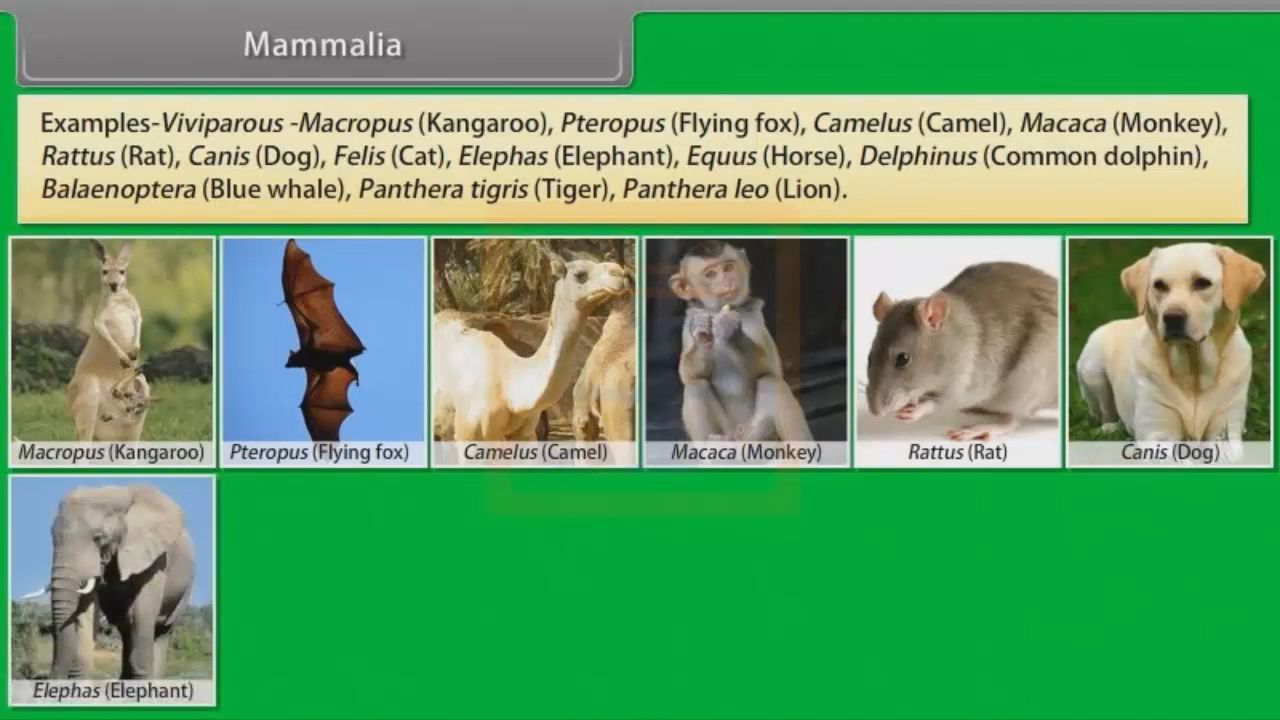 Mammalia
Examples-Viviparous -Macropus (Kangaroo), Pteropus (Flying fox), Camelus (Camel), Macaca (Monkey),
Rattus (Rat), Canis (Dog), Felis (Cat), Elephas (Elephant), Equus (Horse), Delphinus (Common dolphin),
Balaenoptera (Blue whale), Panthera tigris (Tiger), Panthera leo (Lion).
Macropus (Kangaroo)
Pteropus (Flying fox)
Camelus (Camel)
Macaca (Monkey)
Rattus (Rat)
Canis (Dog)
Elephas (Elephant)